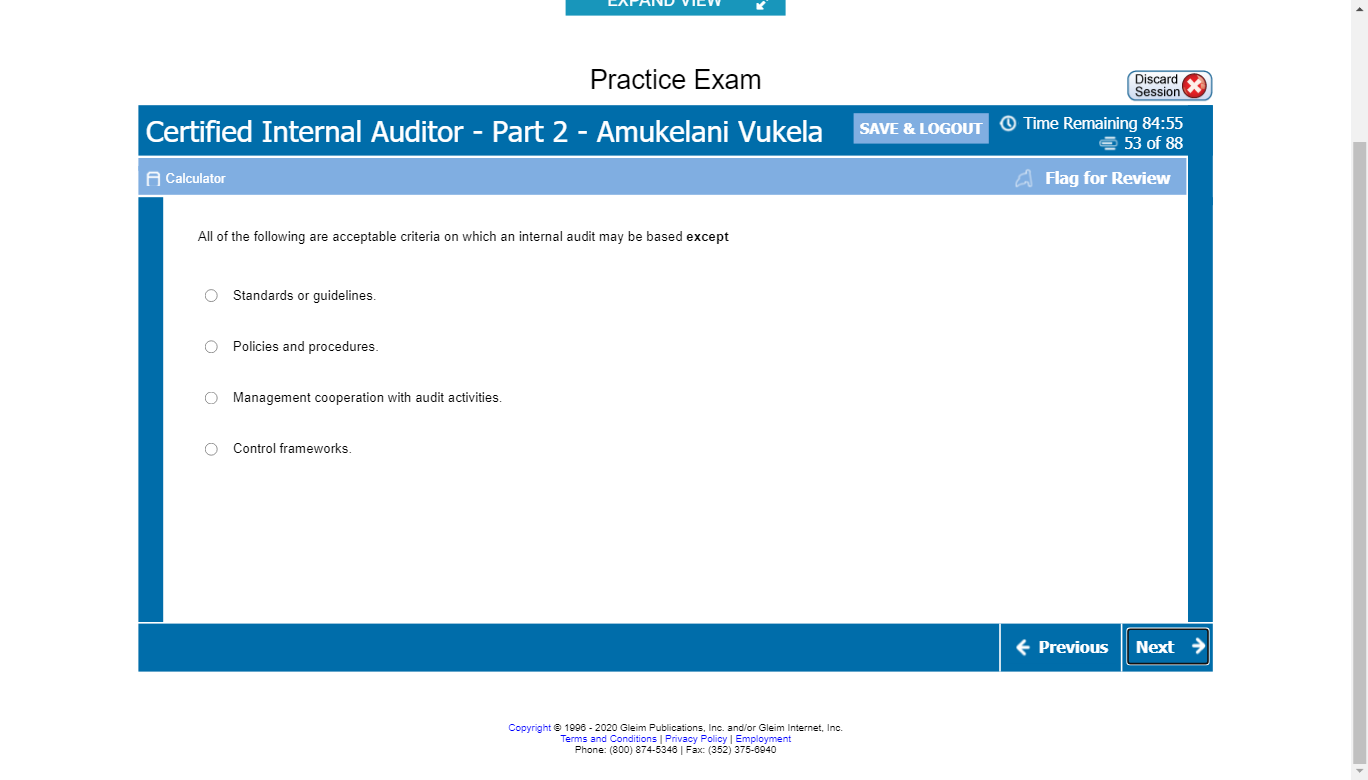 EXPAND VIEW
Practice Exam
Discard
Session
Certified Internal Auditor - Part 2 - Amukelani Vukela
SAVE & LOGOUT
Time Remaining 84:55
53 of 88
Calculator
Flag for Review
All of the following are acceptable criteria on which an internal audit may be based except
Standards or guidelines.
Policies and procedures.
Management cooperation with audit activities.
Control frameworks.
Previous
Next
Copyright © 1996 - 2020 Gleim Publications, Inc. and/or Gleim Internet, Inc.
Terms and Conditions | Privacy Policy | Employment
Phone: (800) 874-5346 | Fax: (352) 375-6940